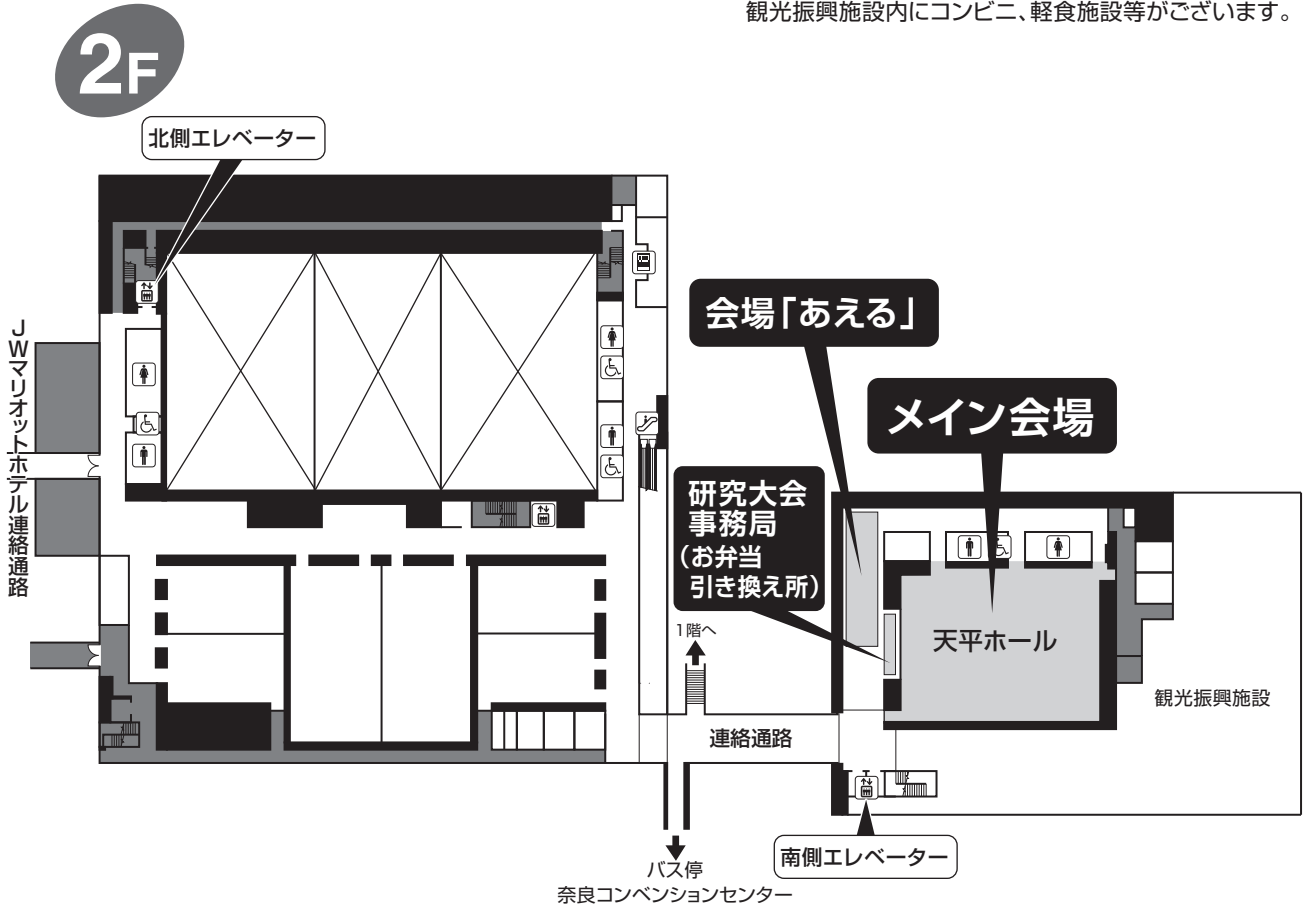 観光振興施設内にコンビニ、軽食施設等がございます。
2F
北側エレベーター
JWマリオットホテル連絡通路
会場「あえる」
メイン会場
研究大会
事務局
(お弁当
引き換え所)
天平ホール
1階へ
観光振興施設
連絡通路
南側エレベーター
バス停
奈良コンベンションセンター